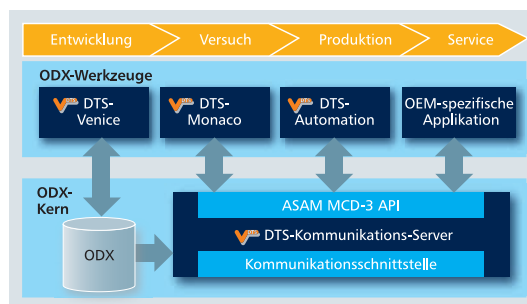 Entwicklung
Versuch
Produktion
Service
ODX-Werkzeuge
DTS-
Venice
DTS-
Monaco
DTS-
Automation
OEM-spezifische
Applikation
ODX-
Kern
ODX
ASAM MCD-3 API
DTS-Kommunikations-Server
Kommunikationsschnittstelle